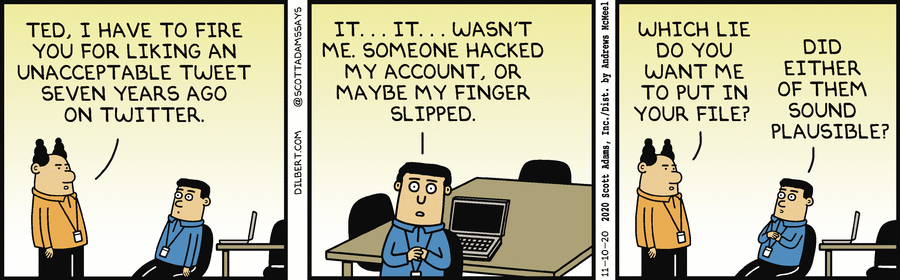 TED, I HAVE TO FIRE
YOU FOR LIKING AN
UNACCEPTABLE TWEET
SEVEN YEARS AGO
ON TWITTER.
DILBERT.COM @SCOTTADAMSSAYS
IT... IT... WASN'T
ME. SOMEONE HACKED
MY ACCOUNT, OR
MAYBE MY FINGER
SLIPPED.
11-10-20 2020 Scott Adams, Inc./Dist. by Andrews McMeel
WHICH LIE
DO YOU
WANT ME
TO PUT IN
YOUR FILE?
DID
EITHER
OF THEM
SOUND
PLAUSIBLE?